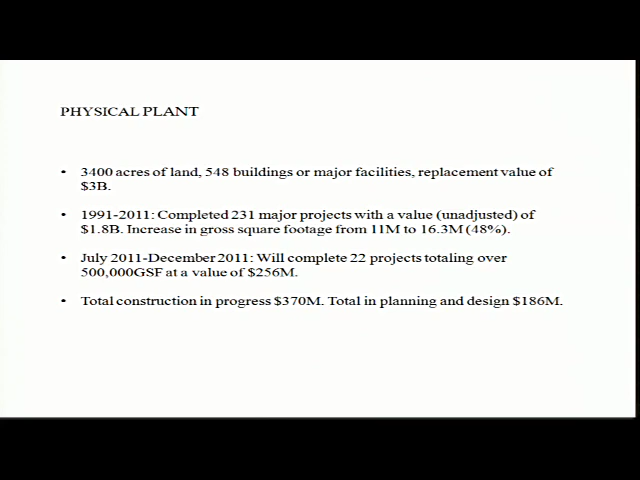 PHYSICAL PLANT
• 3400 acres of land, 548 buildings or major facilities, replacement value of
$3B.
• 1991-2011: Completed 231 major projects with a value (unadjusted) of
$1.8B. Increase in gross square footage from 11M to 16.3M (48%).
• July 2011-December 2011: Will complete 22 projects totaling over
500,000GSF at a value of $256M.
• Total construction in progress $370M. Total in planning and design $186M.